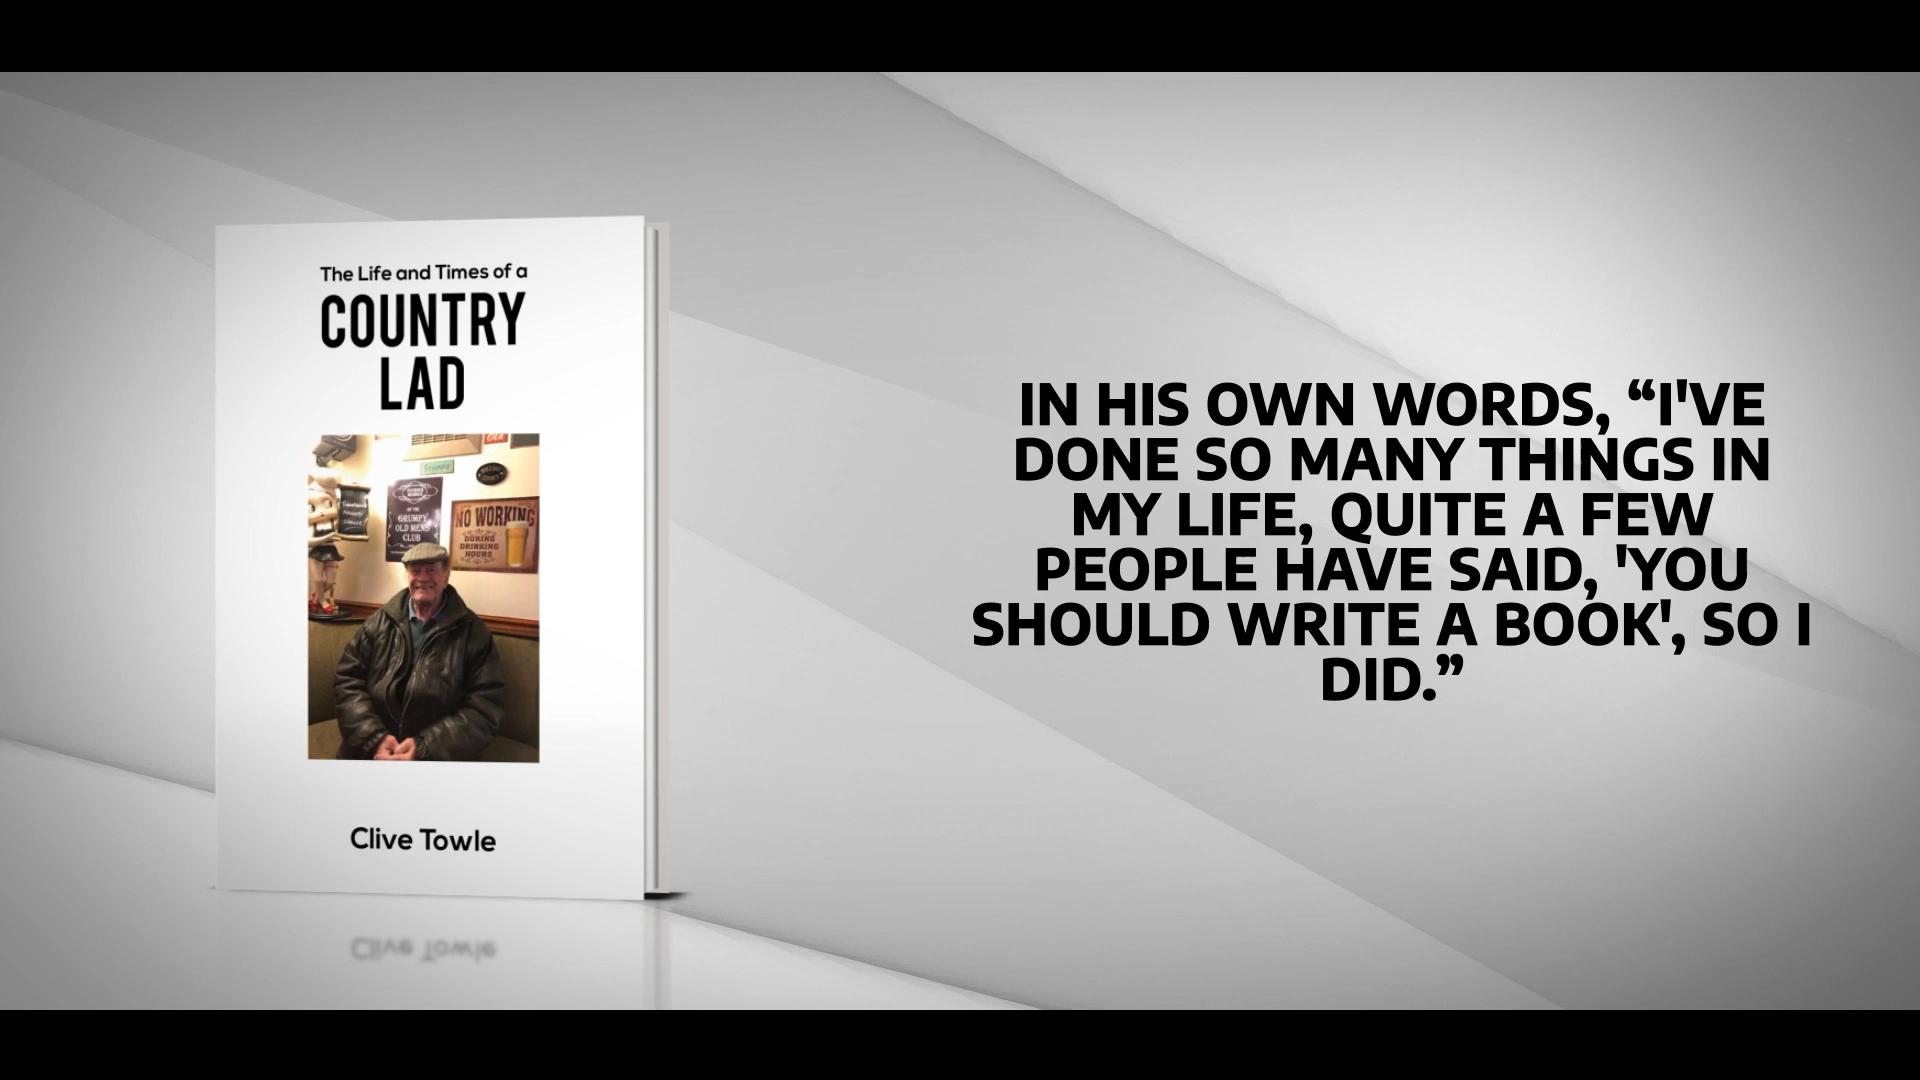 The Life and Times of a
COUNTRY
LAD
OF THE
GRUMPY
OLD MENS
CLUB
NO WORKING
DURING
DRINKING
HOURS
Clive Towle
IN HIS OWN WORDS, “I'VE
DONE SO MANY THINGS IN
MY LIFE, QUITE A FEW
PEOPLE HAVE SAID, 'YOU
SHOULD WRITE A BOOK', SO I
DID.”